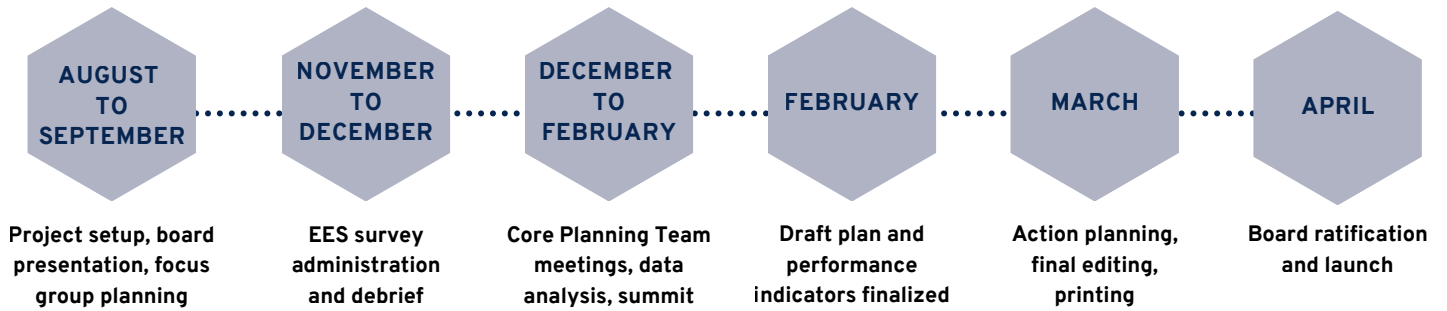 AUGUST
TO
SEPTEMBER
NOVEMBER
TO
DECEMBER
DECEMBER
TO
FEBRUARY
FEBRUARY
MARCH
APRIL
Project setup, board
presentation, focus
group planning
EES survey
administration
and debrief
Core Planning Team
meetings, data
analysis, summit
Draft plan and
performance
indicators finalized
Action planning,
final editing,
printing
Board ratification
and launch